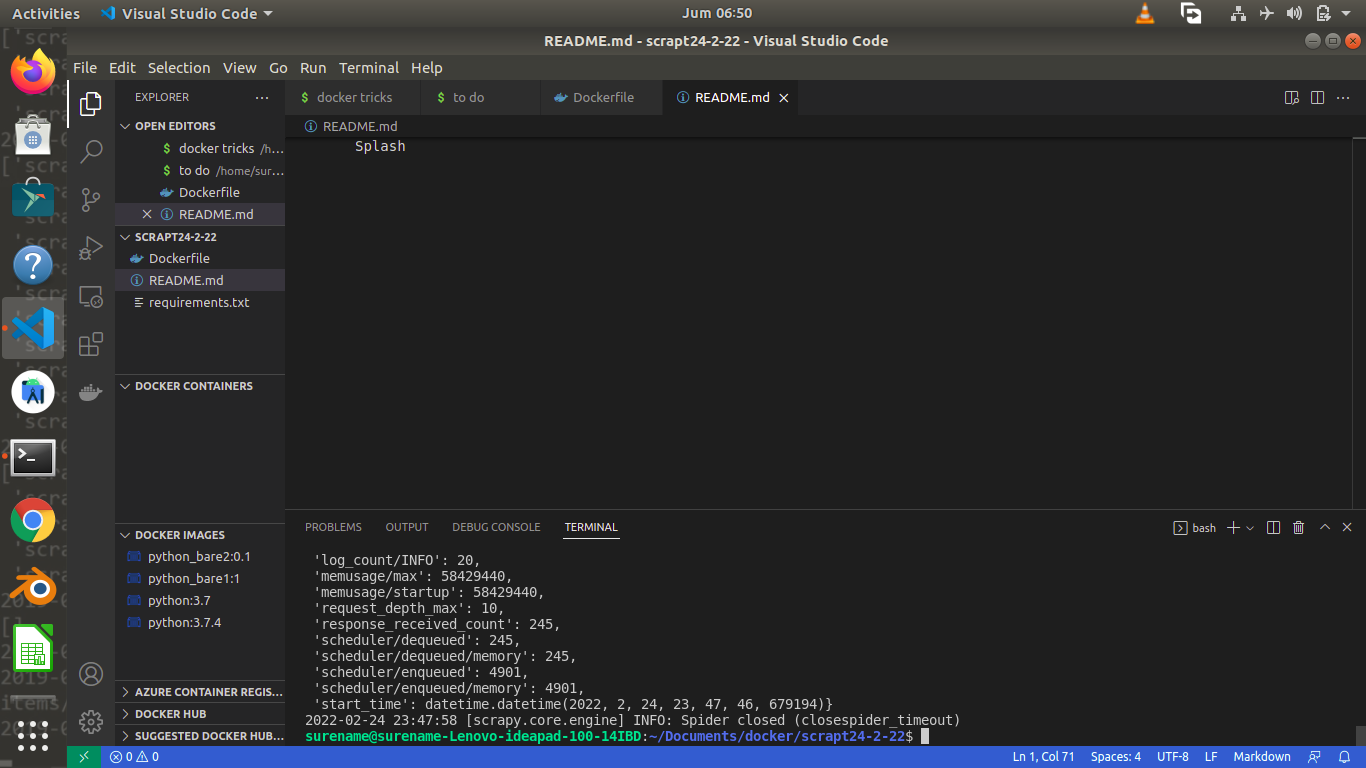 Activities
Visual Studio Code
Jum 06:50
README.md - scrapt24-2-22 - Visual Studio Code
File Edit Selection View Go Run Terminal Help
EXPLORER
OPEN EDITORS
$ docker tricks /h...
$ to do /home/sur...
Dockerfile
README.md
SCRAPT24-2-22
Dockerfile
README.md
requirements.txt
DOCKER CONTAINERS
DOCKER IMAGES
python_bare2:0.1
python_bare1:1
python:3.7
python:3.7.4
AZURE CONTAINER REGIS...
DOCKER HUB
SUGGESTED DOCKER HUB...
$ docker tricks
$ to do
Dockerfile
README.md
README.md
Splash
PROBLEMS OUTPUT DEBUG CONSOLE TERMINAL
bash
'log_count/INFO': 20,
'memusage/max': 58429440,
'memusage/startup': 58429440,
'request_depth_max': 10,
'response_received_count': 245,
'scheduler/dequeued': 245,
'scheduler/dequeued/memory': 245,
'scheduler/enqueued': 4901,
'scheduler/enqueued/memory': 4901,
'start_time': datetime.datetime(2022, 2, 24, 23, 47, 46, 679194)}
2022-02-24 23:47:58 [scrapy.core.engine] INFO: Spider closed (closespider_timeout)
surename@surename-Lenovo-ideapad-100-14IBD:~/Documents/docker/scrapt24-2-22$
0 0
Ln 1, Col 71 Spaces: 4 UTF-8 LF Markdown